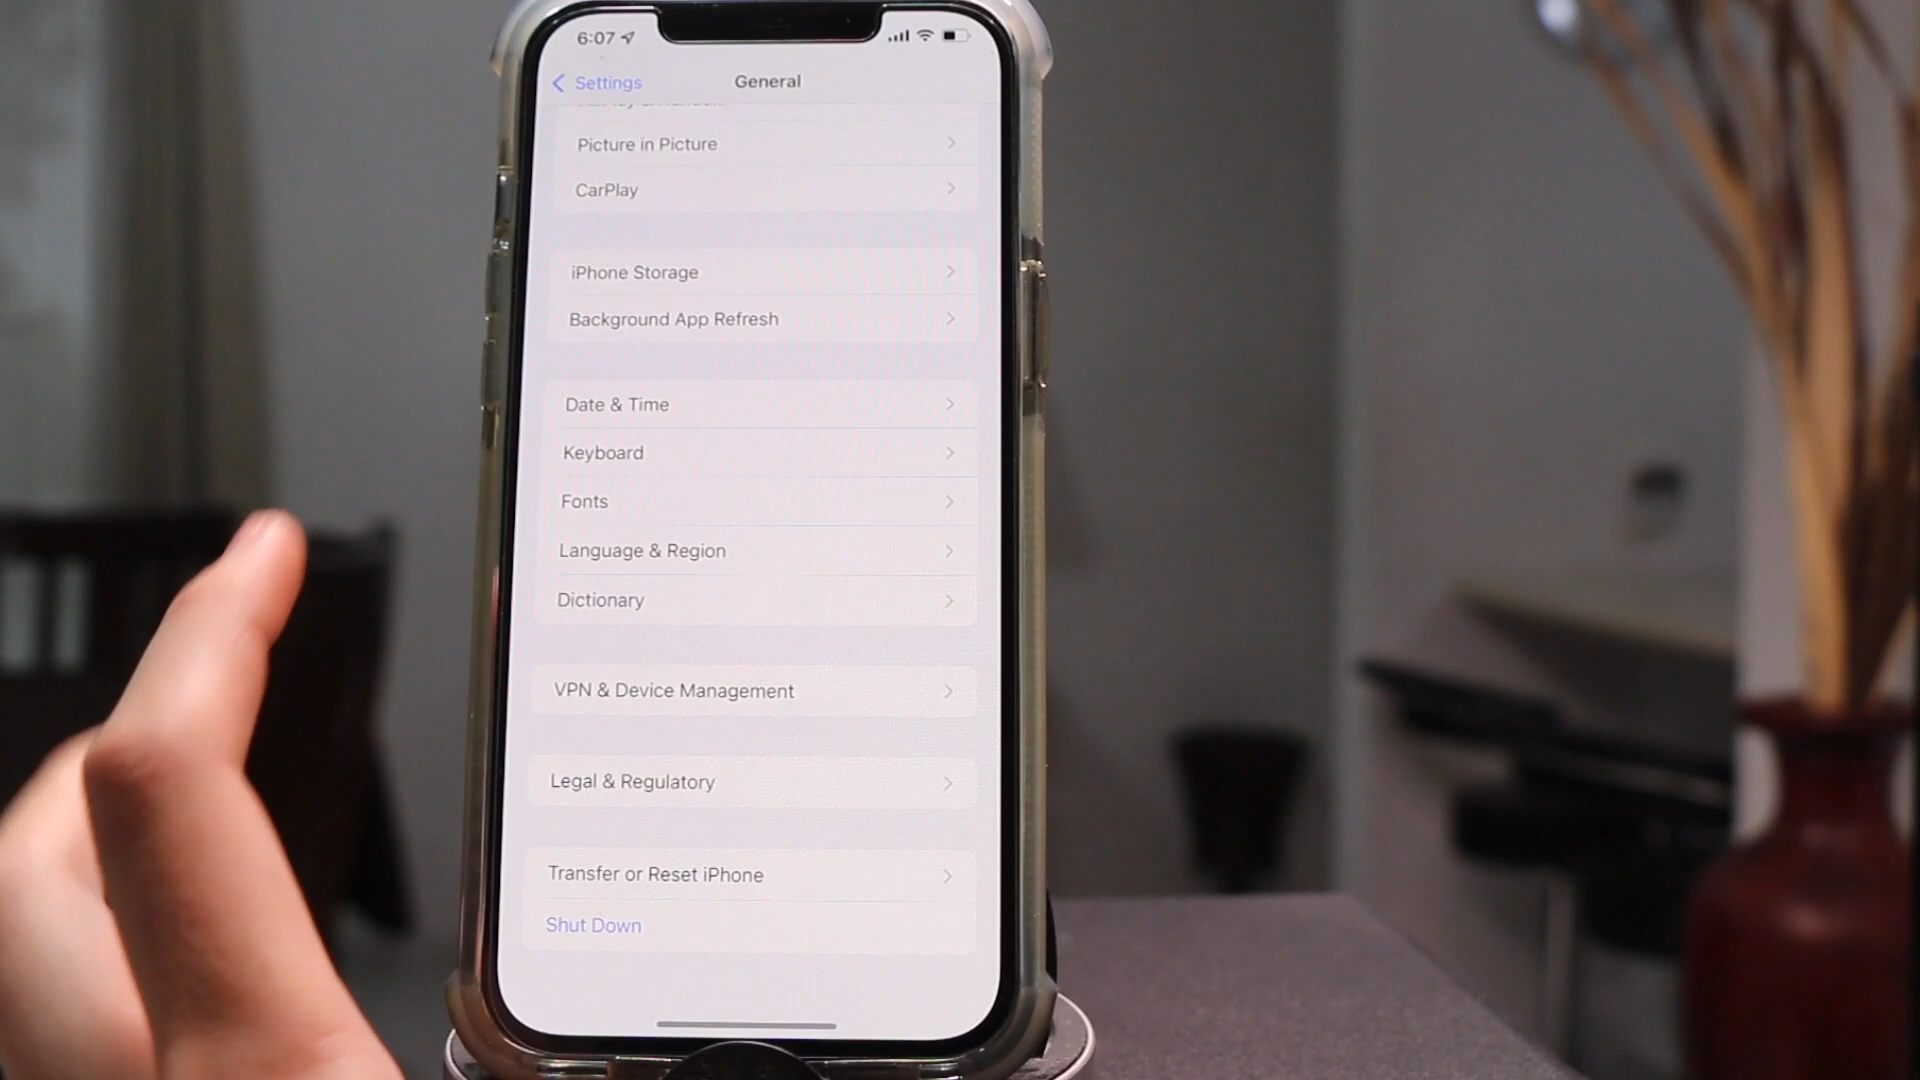 6:07
Settings
General
Picture in Picture
CarPlay
iPhone Storage
Background App Refresh
Date & Time
Keyboard
Fonts
Language & Region
Dictionary
VPN & Device Management
Legal & Regulatory
Transfer or Reset iPhone
Shut Down